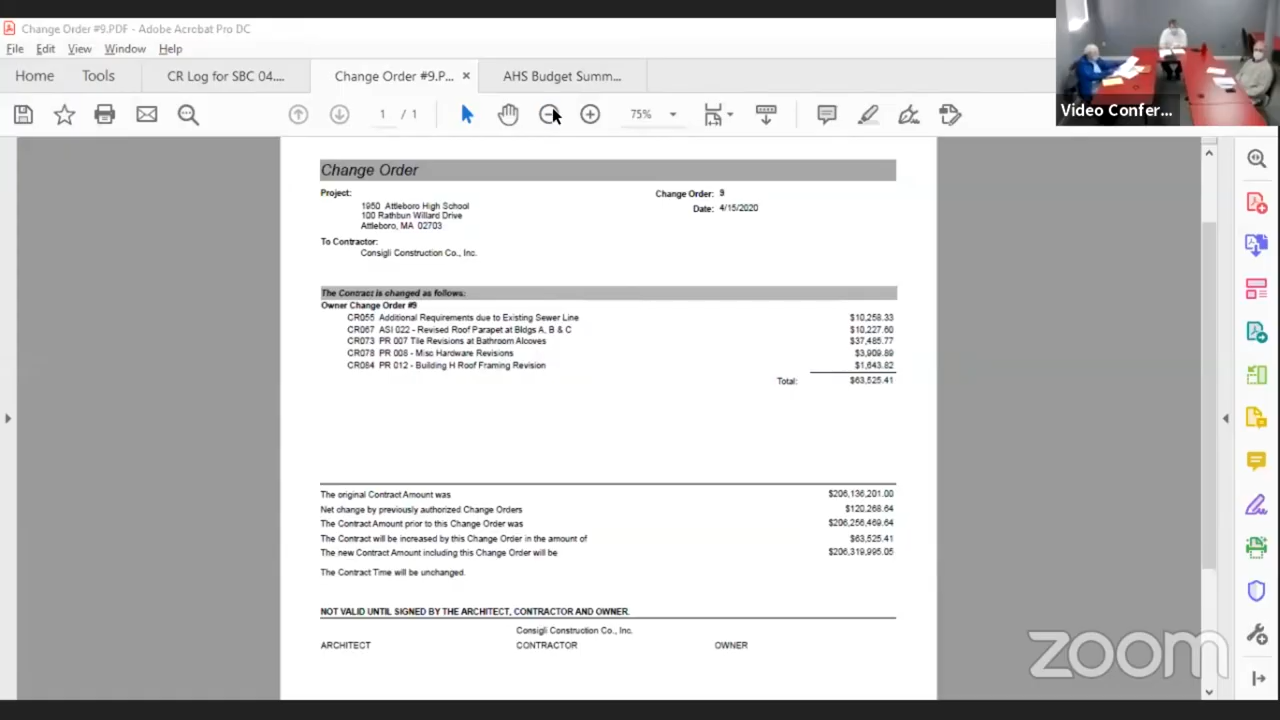 Change Order #9.PDF - Adobe Acrobat Pro DC
File Edit View Window Help
Home Tools CR Log for SBC 04.... Change Order #9.P... × AHS Budget Summ...
1 / 1 75%
Video Confer...
Change Order
Project: Change Order: 9
1950 Attleboro High School Date: 4/15/2020
100 Rathbun Willard Drive
Attleboro, MA 02703
To Contractor:
Consigli Construction Co., Inc.
The Contract is changed as follows:
Owner Change Order #9
CR055 Additional Requirements due to Existing Sewer Line $10,258.33
CR067 ASI 022 - Revised Roof Parapet at Bldgs A, B & C $10,227.60
CR073 PR 007 Tile Revisions at Bathroom Alcoves $37,485.77
CR078 PR 008 - Misc Hardware Revisions $3,909.89
CR084 PR 012 - Building H Roof Framing Revision $1,643.82
Total: $63,525.41
The original Contract Amount was $206,136,201.00
Net change by previously authorized Change Orders $120,268.64
The Contract Amount prior to this Change Order was $206,256,469.64
The Contract will be increased by this Change Order in the amount of $63,525.41
The new Contract Amount including this Change Order will be $206,319,995.05
The Contract Time will be unchanged.
NOT VALID UNTIL SIGNED BY THE ARCHITECT, CONTRACTOR AND OWNER.
Consigli Construction Co., Inc.
ARCHITECT CONTRACTOR OWNER
zoom